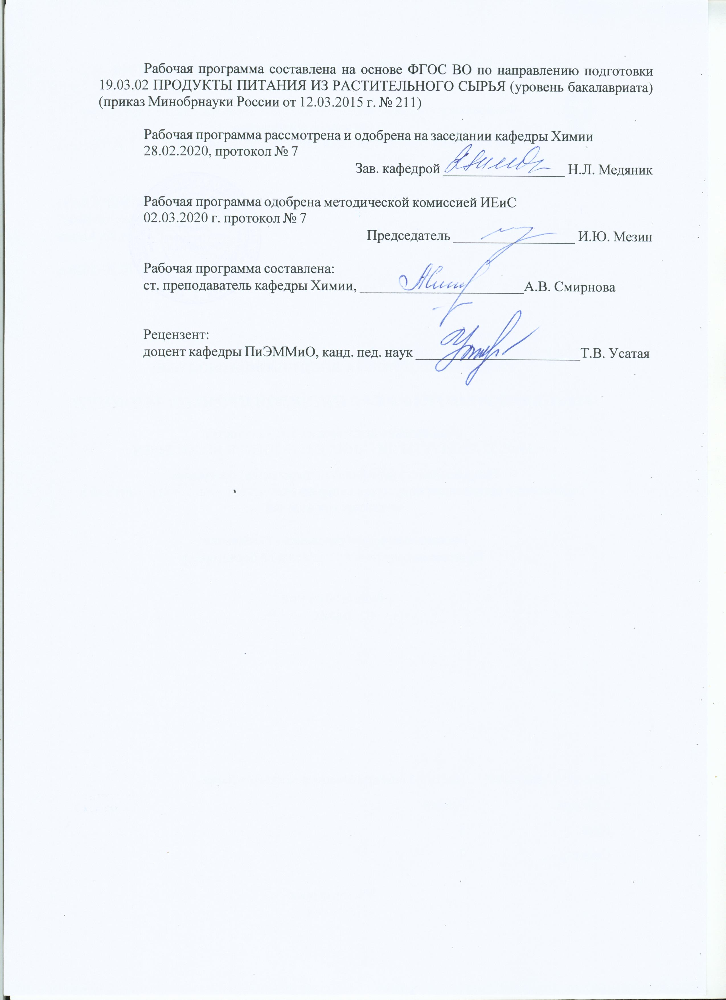 Рабочая программа составлена на основе ФГОС ВО по направлению подготовки
19.03.02 ПРОДУКТЫ ПИТАНИЯ ИЗ РАСТИТЕЛЬНОГО СЫРЬЯ (уровень бакалавриата)
(приказ Минобрнауки России от 12.03.2015 г. № 211)
Рабочая программа рассмотрена и одобрена на заседании кафедры Химии
28.02.2020, протокол № 7
Зав. кафедрой ________________ Н.Л. Медяник
Рабочая программа одобрена методической комиссией ИЕиС
02.03.2020 г. протокол № 7
Председатель ________________ И.Ю. Мезин
Рабочая программа составлена:
ст. преподаватель кафедры Химии, ______________________А.В. Смирнова
Рецензент:
доцент кафедры ПиЭММиО, канд. пед. наук ______________________Т.В. Усатая